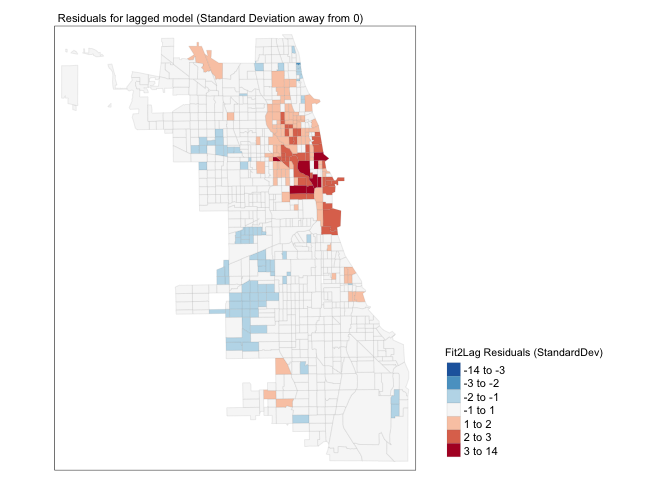 Residuals for lagged model (Standard Deviation away from 0)
Fit2Lag Residuals (StandardDev)
-14 to -3
-3 to -2
-2 to -1
-1 to 1
1 to 2
2 to 3
3 to 14